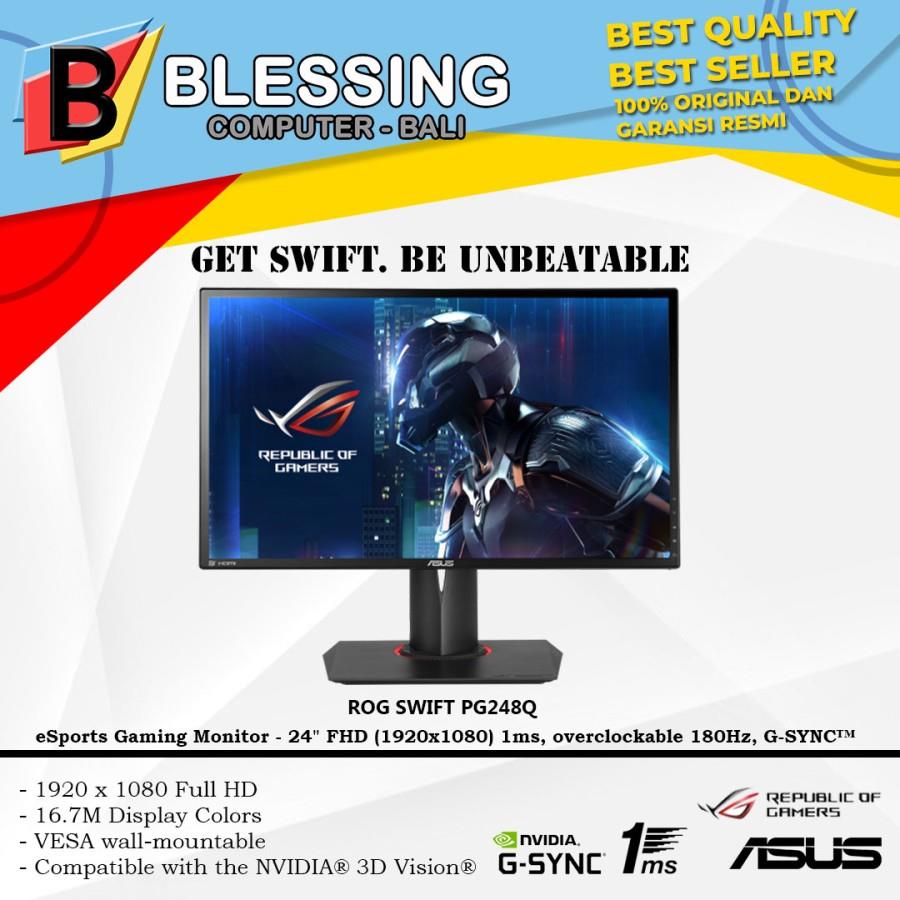 B
BLESSING
COMPUTER - BALI
BEST QUALITY
BEST SELLER
100% ORIGINAL DAN
GARANSI RESMI
GET SWIFT. BE UNBEATABLE
REPUBLIC OF
GAMERS
HDMI
ASUS
ROG SWIFT PG248Q
eSports Gaming Monitor - 24" FHD (1920x1080) 1ms, overclockable 180Hz, G-SYNC™
- 1920 x 1080 Full HD
- 16.7M Display Colors
- VESA wall-mountable
- Compatible with the NVIDIA® 3D Vision®
NVIDIA.
G-SYNC
1ms
REPUBLIC OF
GAMERS
ASUS